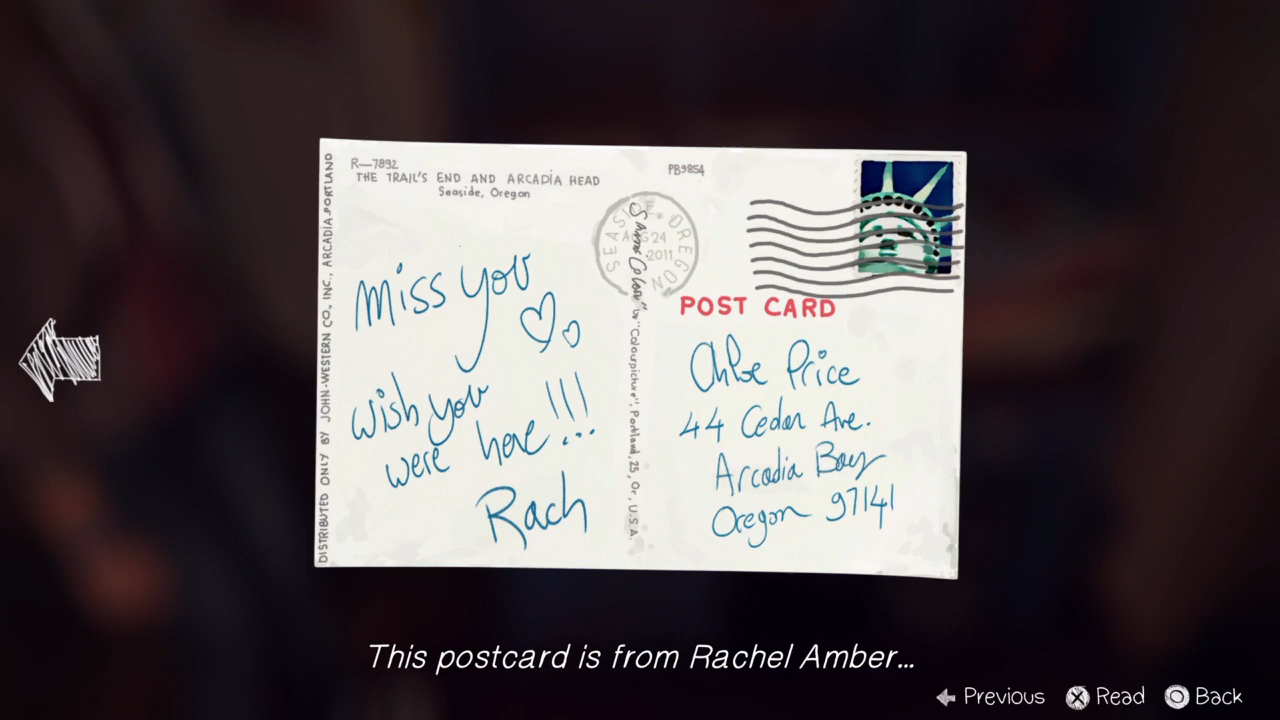 R—7892
THE TRAIL'S END AND ARCADIA HEAD
Seaside, Oregon
PB9854
DISTRIBUTED ONLY BY JOHN-WESTERN CO., INC., ARCADIA-PORTLAND
SEASIDE, OREGON
AUG 24
2011
by "Colourpicture", Portland, 25, Or, U.S.A.
Miss you
wish you
were here!!!
Rach
POST CARD
Chloe Price
44 Cedar Ave.
Arcadia Bay
Oregon 97141
This postcard is from Rachel Amber...
Previous
Read
Back